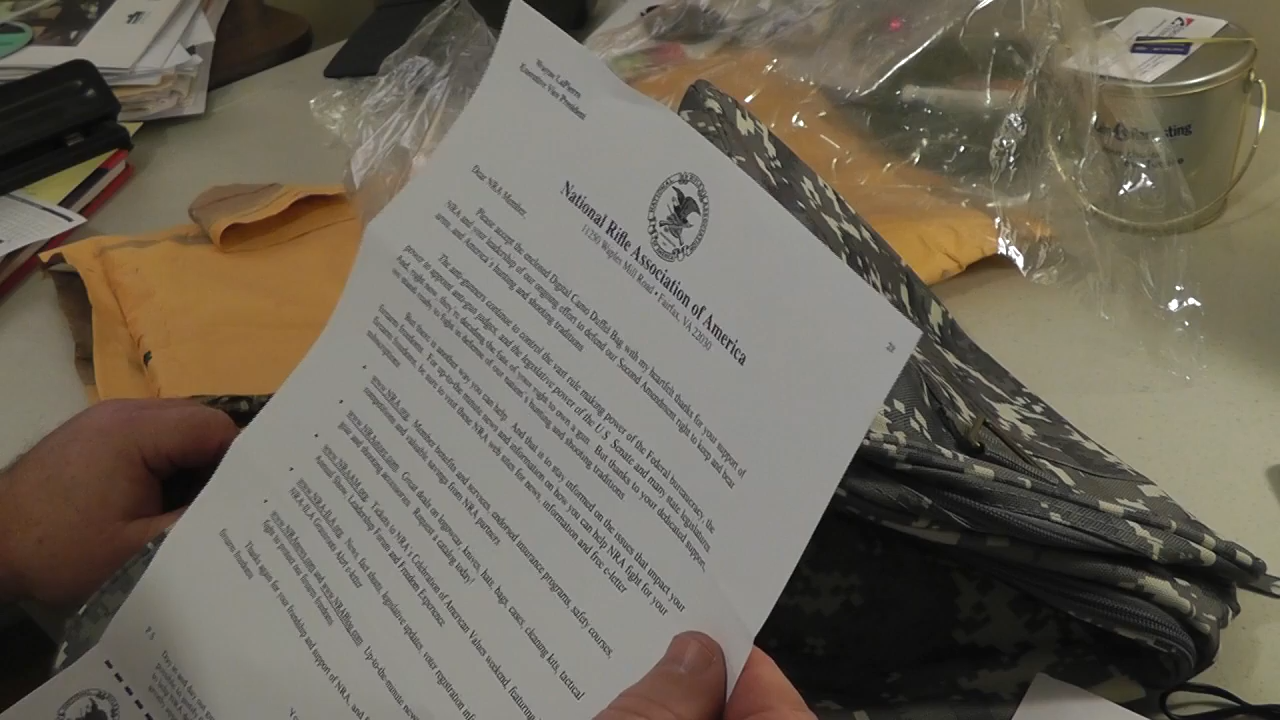 Wayne LaPierre
Executive Vice President
National Rifle Association of America
11250 Waples Mill Road • Fairfax, VA 22030
28
Dear NRA Member,
Please accept the enclosed Digital Camo Duffel Bag, with my heartfelt thanks for your support of
NRA and your leadership of our ongoing effort to defend our Second Amendment right to keep and bear
arms, and America's hunting and shooting traditions
The anti-gunners continue to control the vast rule making power of the Federal bureaucracy, the
power to appoint anti-gun judges, and the legislative power of the U.S. Senate and many state legislatures.
And, right now, they're deciding the fate of your right to own a gun. But thanks to your dedicated support,
we stand ready to fight in defense of our nation's hunting and shooting traditions
But there is another way you can help. And that is to stay informed on the issues that impact your
firearm freedoms. For up-to-the-minute news and information on how you can help NRA fight for your
firearm freedoms, be sure to visit these NRA web sites for news, information and free e-letter
subscriptions.
• www.NRA.org Member benefits and services, endorsed insurance programs, safety courses,
competitions and valuable savings from NRA partners
• www.NRAstore.com Great deals on logowear, knives, hats, bags, cases, cleaning kits, tactical
gear and shooting accessories. Request a catalog today!
• www.NRAAM.org Tickets to NRA's Celebration of American Values weekend, featuring
National Show, Leadership Forum and Freedom Experience.
• www.NRAILA.org News, fact sheets, legislative updates, voter registration
NRA-ILA Grassroots Alert e-letter
• www.NRAnews.com and www.NRAblog.com Up-to-the-minute news
fight to protect our firearm freedoms
Thanks again for your friendship and support of NRA, and
firearm freedoms
P.S.